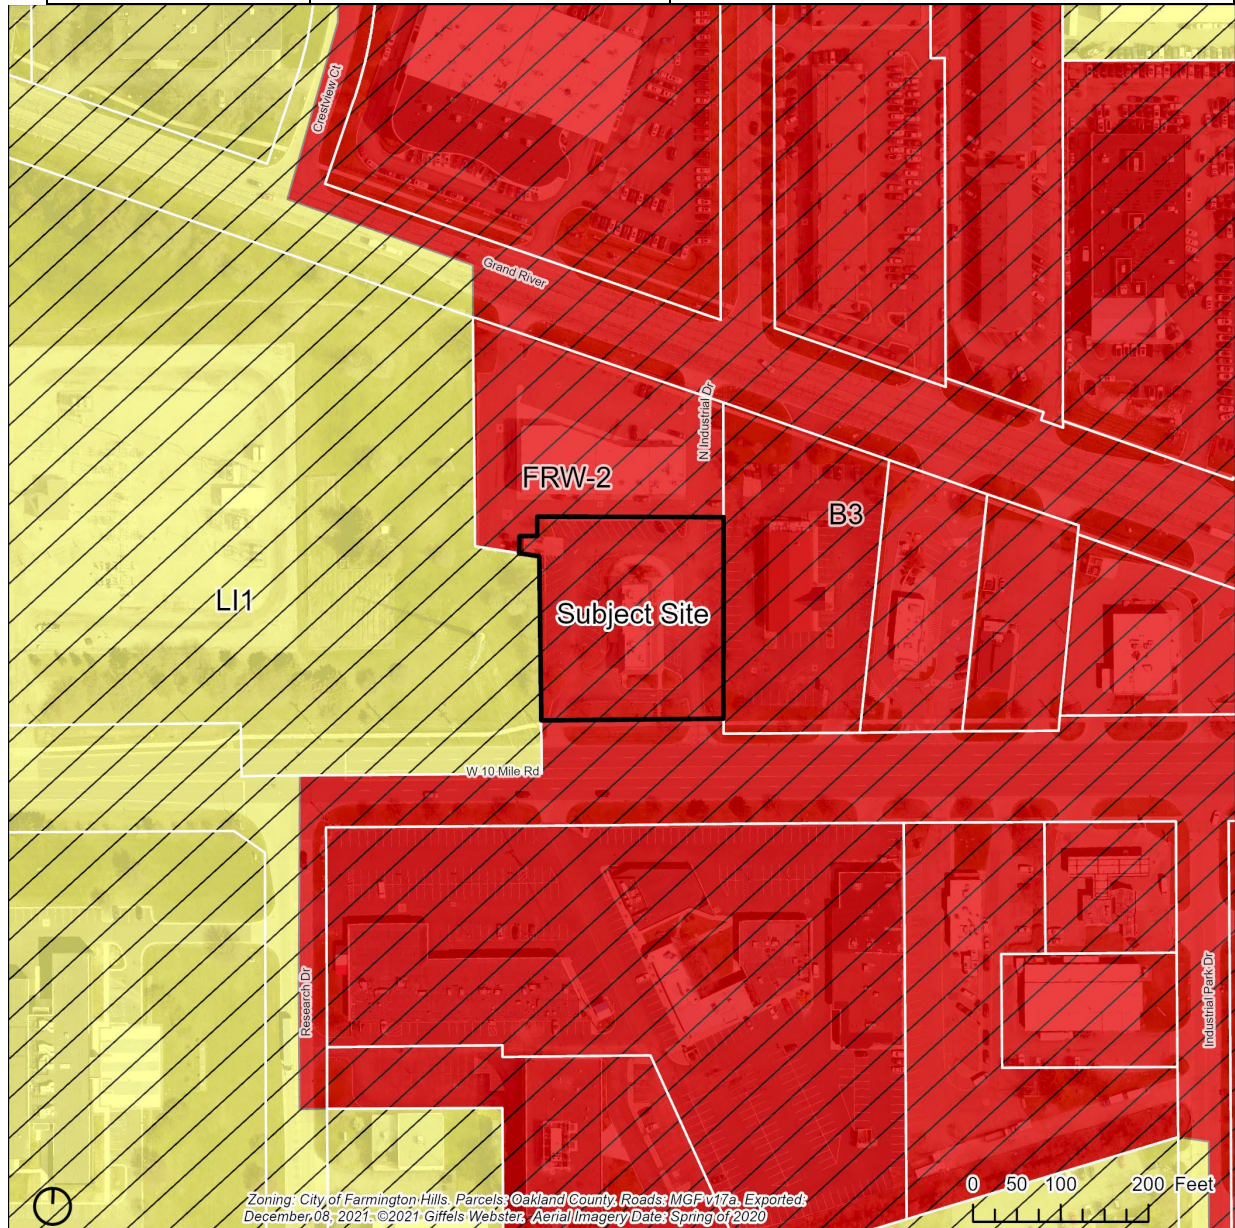 Crestview Ct
Grand River
N Industrial Dr
FRW-2
B3
LI1
Subject Site
W 10 Mile Rd
Research Dr
Industrial Park Dr
0 50 100 200 Feet
Zoning: City of Farmington Hills. Parcels: Oakland County. Roads: MGF v17a. Exported:
December 08, 2021. ©2021 Giffels Webster. Aerial Imagery Date: Spring of 2020